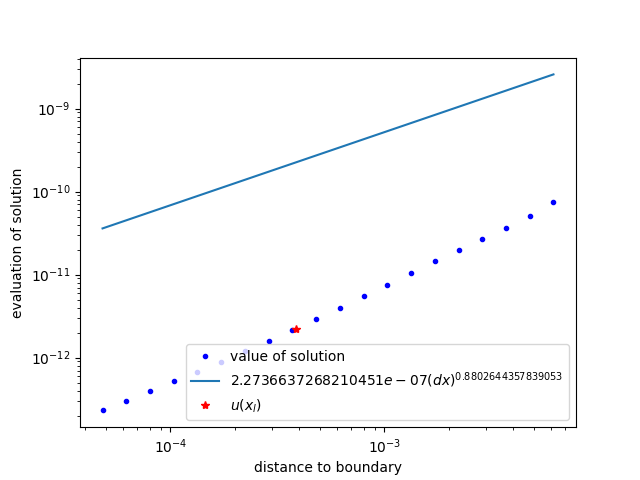 10⁻⁹
10⁻¹⁰
10⁻¹¹
10⁻¹²
evaluation of solution
value of solution
2.2736637268210451e − 07(dx)^0.8802644357839053
u(x_I)
10⁻⁴
10⁻³
distance to boundary